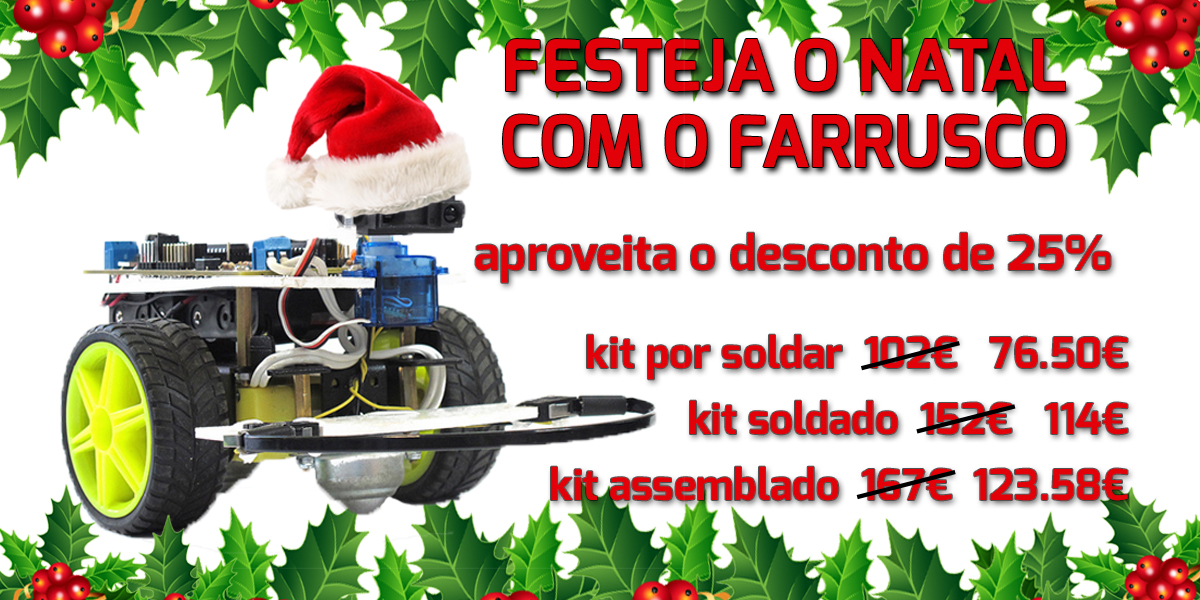 FESTEJA O NATAL
COM O FARRUSCO
aproveita o desconto de 25%
kit por soldar 102€ 76.50€
kit soldado 152€ 114€
kit assemblado 167€ 123.58€